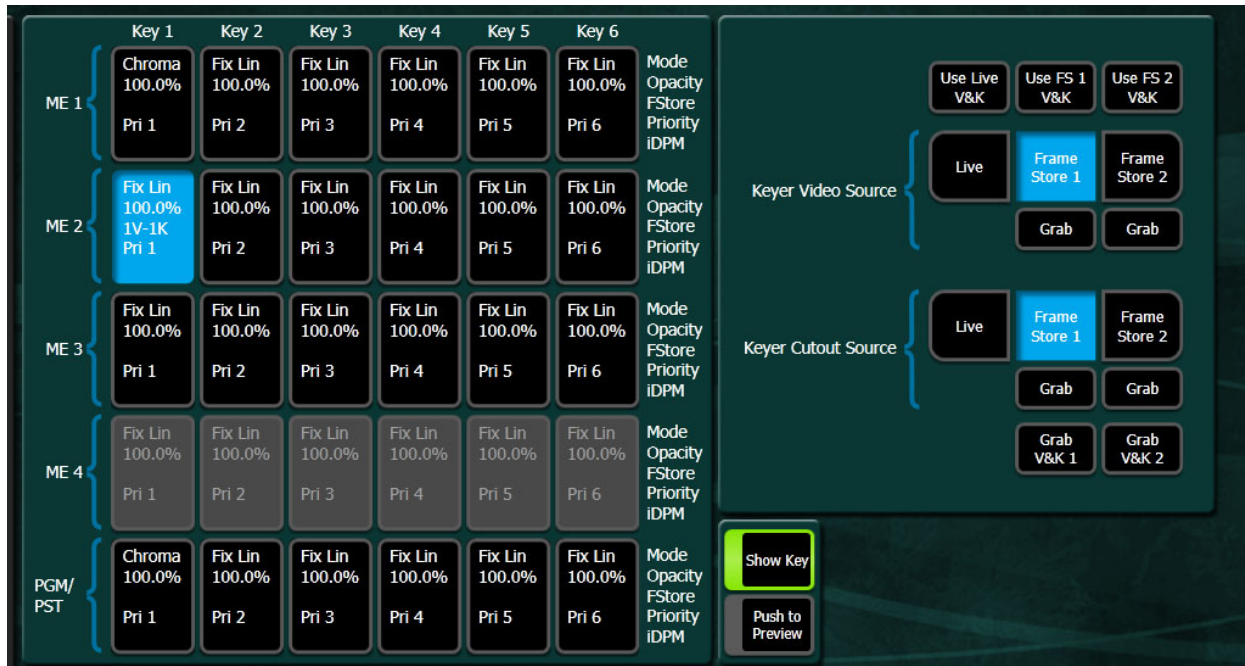 Key 1 Key 2 Key 3 Key 4 Key 5 Key 6
ME 1
Chroma
100.0%
Pri 1
Fix Lin
100.0%
Pri 2
Fix Lin
100.0%
Pri 3
Fix Lin
100.0%
Pri 4
Fix Lin
100.0%
Pri 5
Fix Lin
100.0%
Pri 6
Mode
Opacity
FStore
Priority
iDPM
ME 2
Fix Lin
100.0%
1V-1K
Pri 1
Fix Lin
100.0%
Pri 2
Fix Lin
100.0%
Pri 3
Fix Lin
100.0%
Pri 4
Fix Lin
100.0%
Pri 5
Fix Lin
100.0%
Pri 6
Mode
Opacity
FStore
Priority
iDPM
ME 3
Fix Lin
100.0%
Pri 1
Fix Lin
100.0%
Pri 2
Fix Lin
100.0%
Pri 3
Fix Lin
100.0%
Pri 4
Fix Lin
100.0%
Pri 5
Fix Lin
100.0%
Pri 6
Mode
Opacity
FStore
Priority
iDPM
ME 4
Fix Lin
100.0%
Pri 1
Fix Lin
100.0%
Pri 2
Fix Lin
100.0%
Pri 3
Fix Lin
100.0%
Pri 4
Fix Lin
100.0%
Pri 5
Fix Lin
100.0%
Pri 6
Mode
Opacity
FStore
Priority
iDPM
PGM/
PST
Chroma
100.0%
Pri 1
Fix Lin
100.0%
Pri 2
Fix Lin
100.0%
Pri 3
Fix Lin
100.0%
Pri 4
Fix Lin
100.0%
Pri 5
Fix Lin
100.0%
Pri 6
Mode
Opacity
FStore
Priority
iDPM
Use Live
V&K
Use FS 1
V&K
Use FS 2
V&K
Keyer Video Source
Live
Frame
Store 1
Frame
Store 2
Grab
Grab
Keyer Cutout Source
Live
Frame
Store 1
Frame
Store 2
Grab
Grab
Grab
V&K 1
Grab
V&K 2
Show Key
Push to
Preview